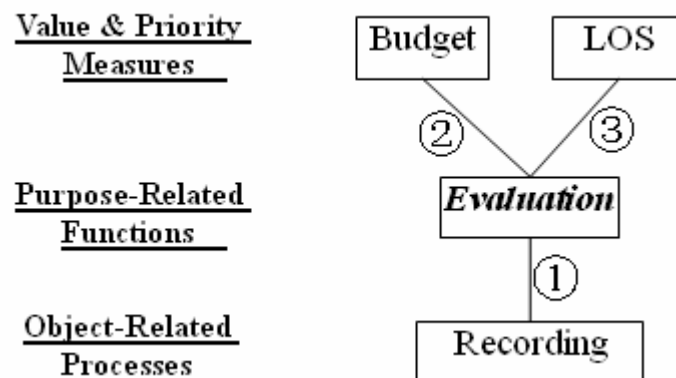 Value & Priority
Measures
Budget
LOS
②
③
Purpose-Related
Functions
Evaluation
①
Object-Related
Processes
Recording